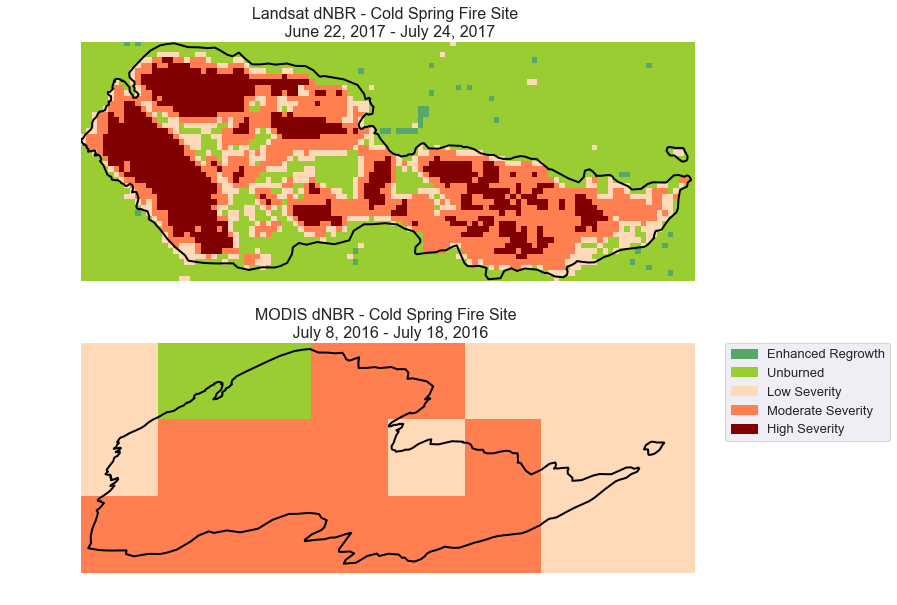 Landsat dNBR - Cold Spring Fire Site
June 22, 2017 - July 24, 2017
MODIS dNBR - Cold Spring Fire Site
July 8, 2016 - July 18, 2016
Enhanced Regrowth
Unburned
Low Severity
Moderate Severity
High Severity